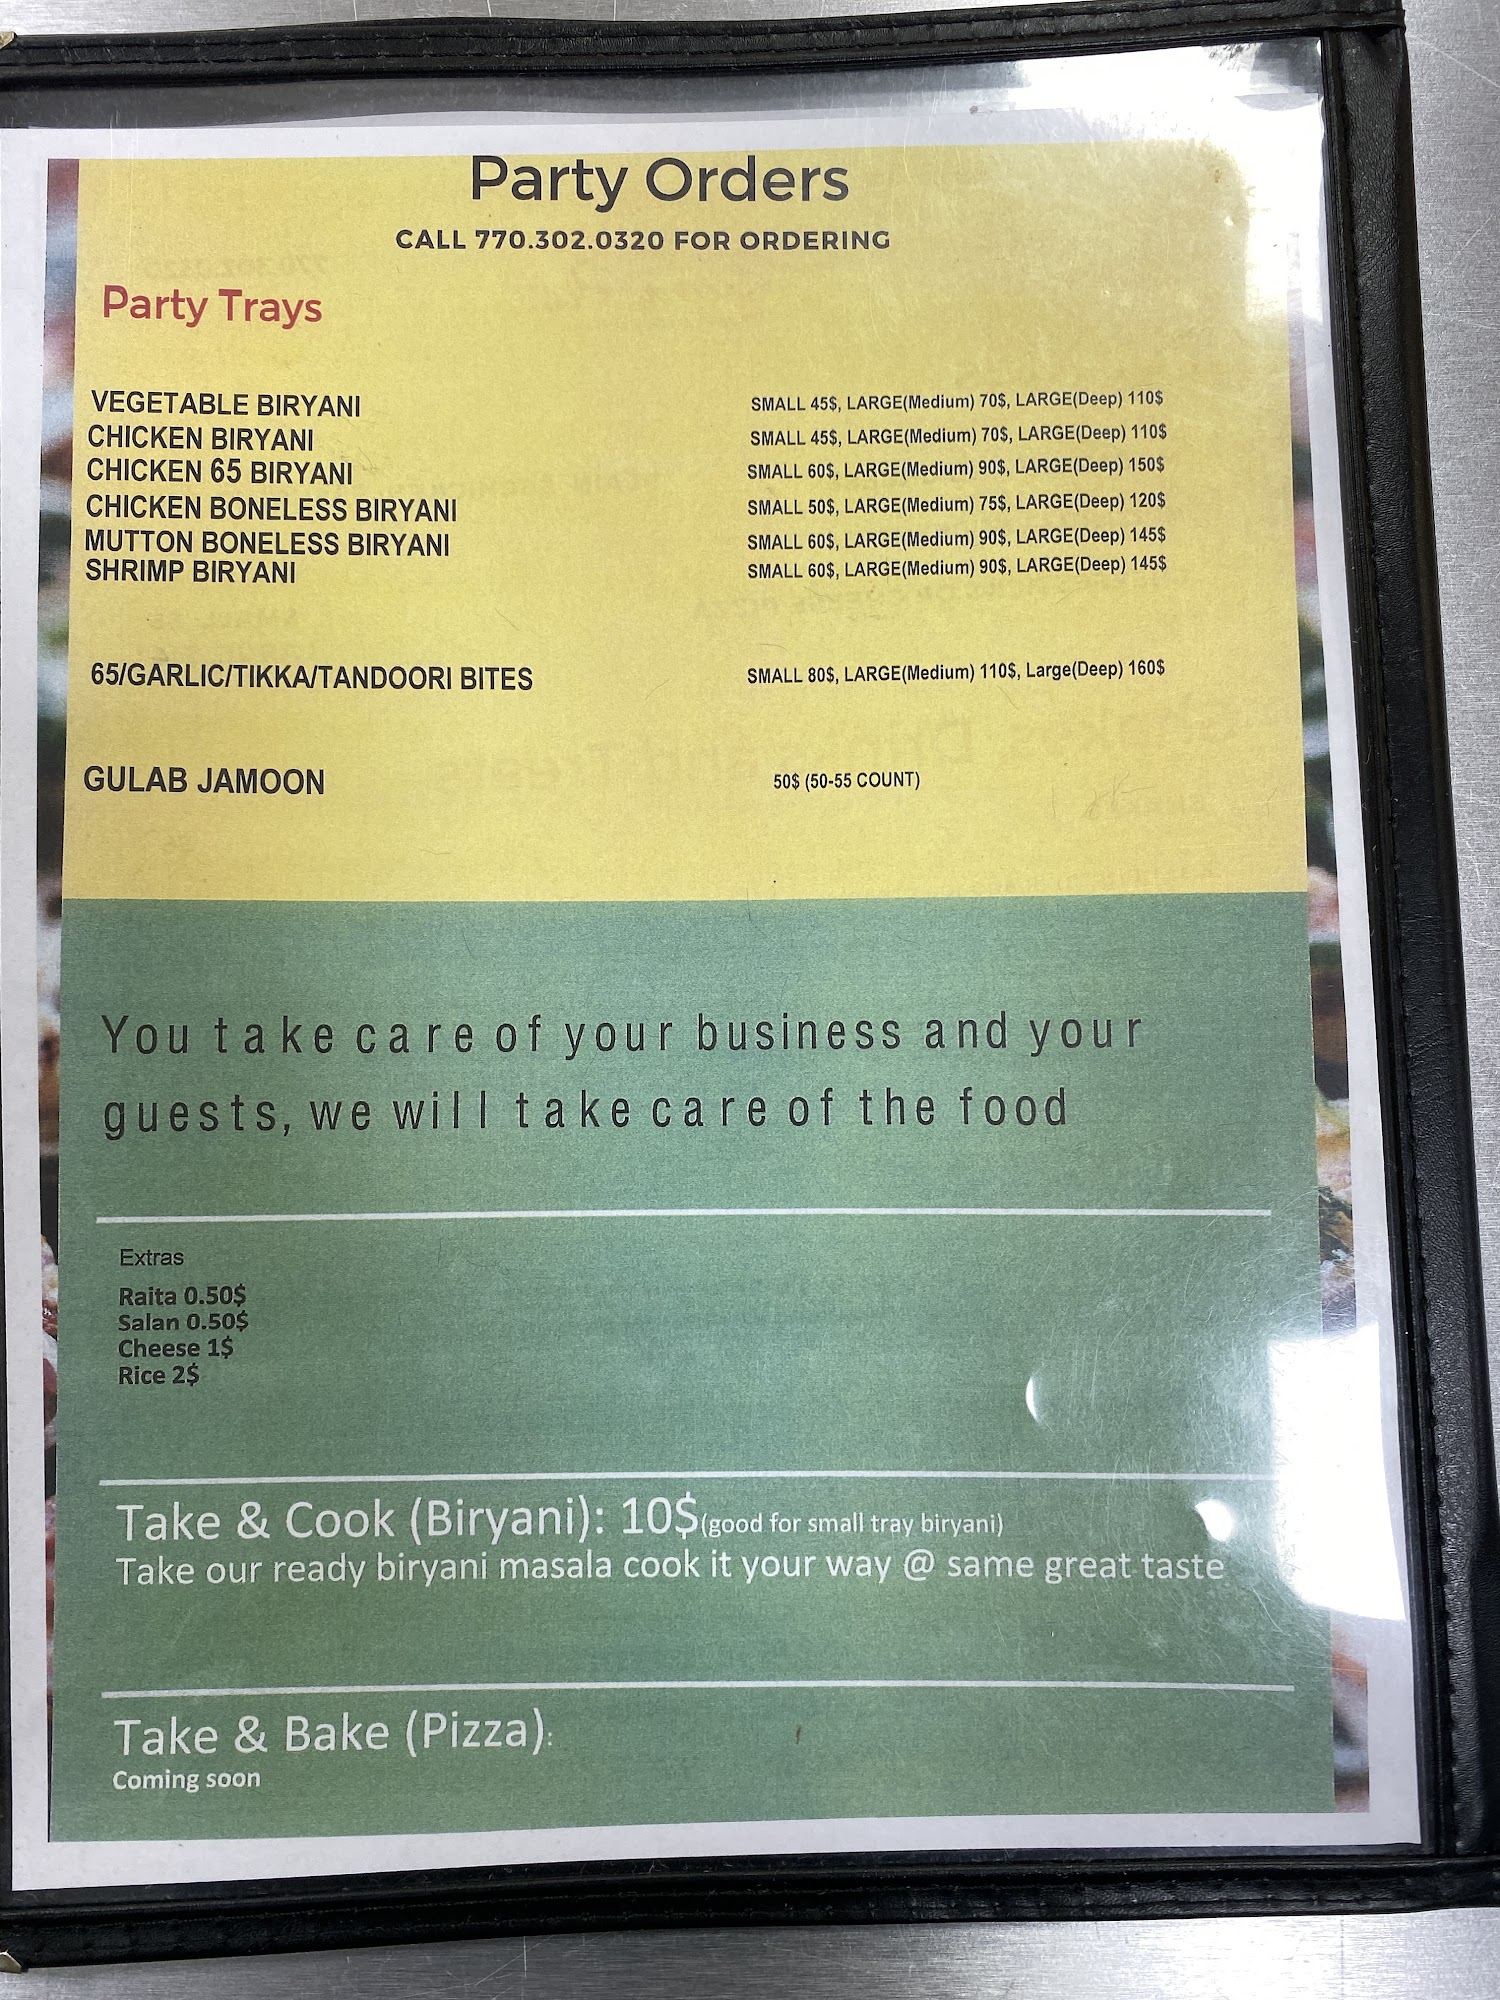 Party Orders
CALL 770.302.0320 FOR ORDERING
Party Trays
VEGETABLE BIRYANI SMALL 45$, LARGE(Medium) 70$, LARGE(Deep) 110$
CHICKEN BIRYANI SMALL 45$, LARGE(Medium) 70$, LARGE(Deep) 110$
CHICKEN 65 BIRYANI SMALL 60$, LARGE(Medium) 90$, LARGE(Deep) 150$
CHICKEN BONELESS BIRYANI SMALL 50$, LARGE(Medium) 75$, LARGE(Deep) 120$
MUTTON BONELESS BIRYANI SMALL 60$, LARGE(Medium) 90$, LARGE(Deep) 145$
SHRIMP BIRYANI SMALL 60$, LARGE(Medium) 90$, LARGE(Deep) 145$
65/GARLIC/TIKKA/TANDOORI BITES SMALL 80$, LARGE(Medium) 110$, Large(Deep) 160$
GULAB JAMOON 50$ (50-55 COUNT)
You take care of your business and your
guests, we will take care of the food
Extras
Raita 0.50$
Salan 0.50$
Cheese 1$
Rice 2$
Take & Cook (Biryani): 10$(good for small tray biryani)
Take our ready biryani masala cook it your way @ same great taste
Take & Bake (Pizza):
Coming soon